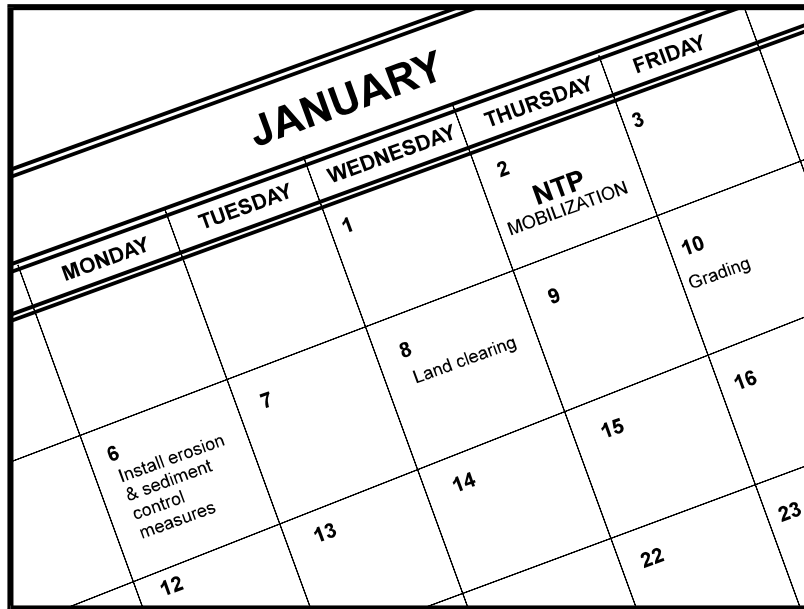 JANUARY
MONDAY
TUESDAY
WEDNESDAY
THURSDAY
FRIDAY
1
2
NTP
MOBILIZATION
3
6
Install erosion
& sediment
control
measures
7
8
Land clearing
9
10
Grading
12
13
14
15
16
22
23